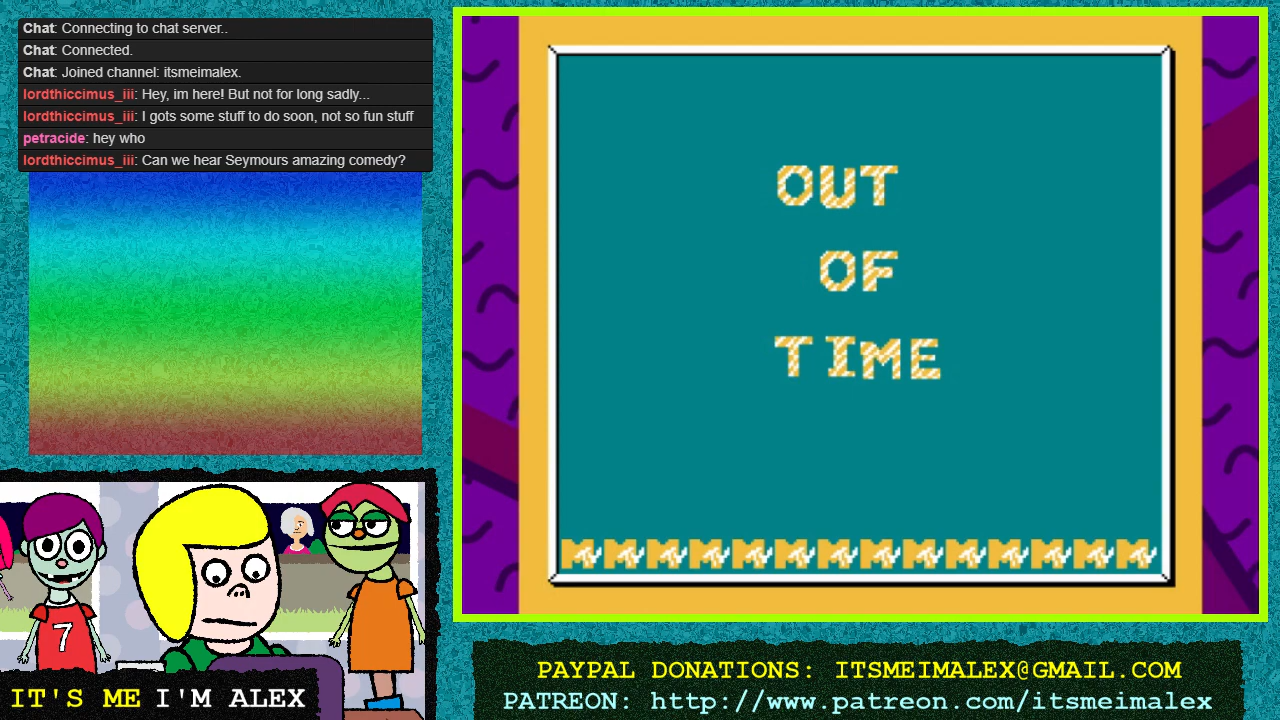 Chat: Connecting to chat server..
Chat: Connected.
Chat: Joined channel: itsmeimalex.
lordthiccimus_iii: Hey, im here! But not for long sadly...
lordthiccimus_iii: I gots some stuff to do soon, not so fun stuff
petracide: hey who
lordthiccimus_iii: Can we hear Seymours amazing comedy?
OUT
OF
TIME
7
IT'S ME I'M ALEX
PAYPAL DONATIONS: ITSMEIMALEX@GMAIL.COM
PATREON: http://www.patreon.com/itsmeimalex